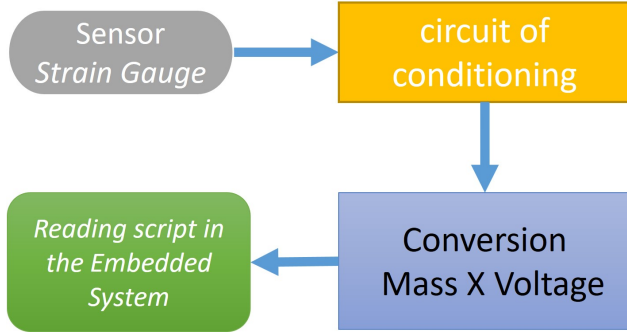 Sensor
Strain Gauge
circuit of
conditioning
Conversion
Mass X Voltage
Reading script in
the Embedded
System